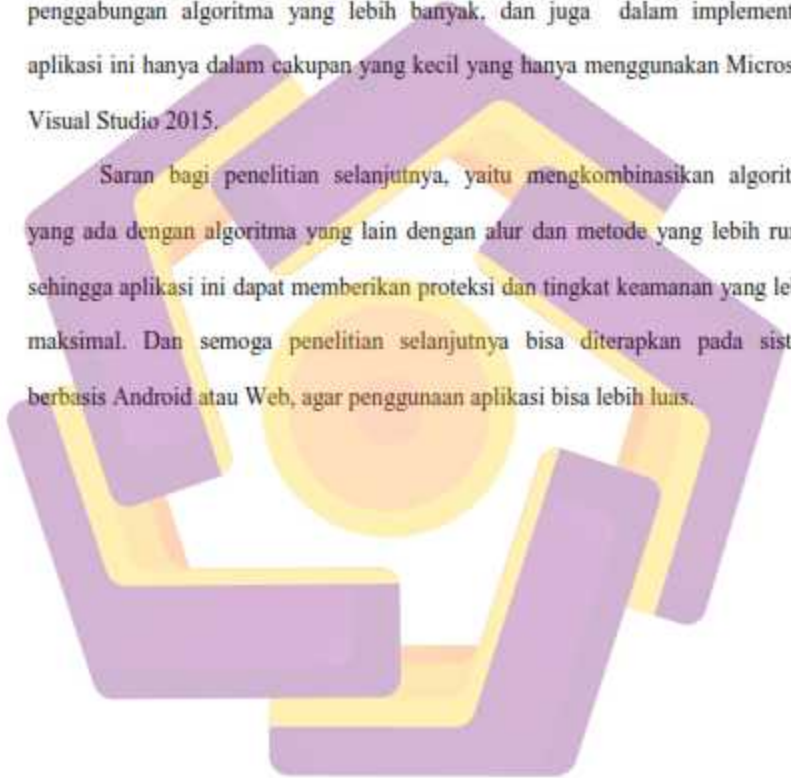 penggabungan algoritma yang lebih banyak, dan juga dalam implement
aplikasi ini hanya dalam cakupan yang kecil yang hanya menggunakan Micros
Visual Studio 2015.
Saran bagi penelitian selanjutnya, yaitu mengkombinasikan algorit
yang ada dengan algoritma yang lain dengan alur dan metode yang lebih ru
sehingga aplikasi ini dapat memberikan proteksi dan tingkat keamanan yang le
maksimal. Dan semoga penelitian selanjutnya bisa diterapkan pada sist
berbasis Android atau Web, agar penggunaan aplikasi bisa lebih luas.